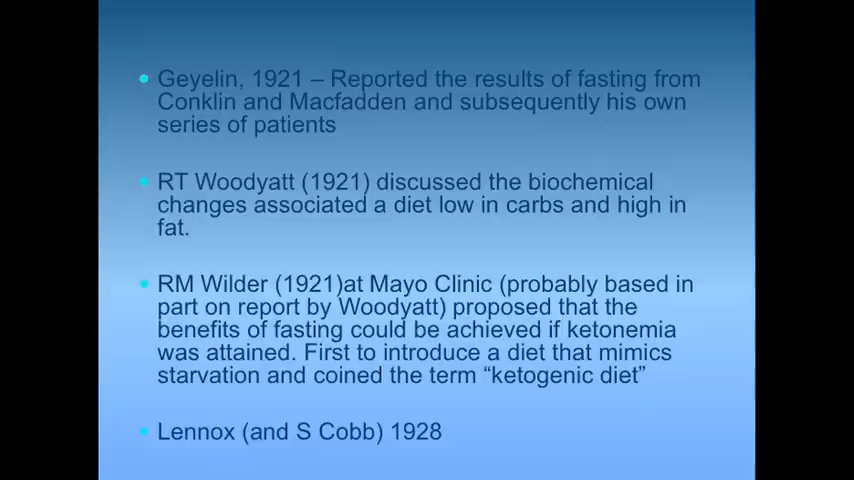 • Geyelin, 1921 – Reported the results of fasting from
Conklin and Macfadden and subsequently his own
series of patients
• RT Woodyatt (1921) discussed the biochemical
changes associated a diet low in carbs and high in
fat.
• RM Wilder (1921)at Mayo Clinic (probably based in
part on report by Woodyatt) proposed that the
benefits of fasting could be achieved if ketonemia
was attained. First to introduce a diet that mimics
starvation and coined the term “ketogenic diet”
• Lennox (and S Cobb) 1928